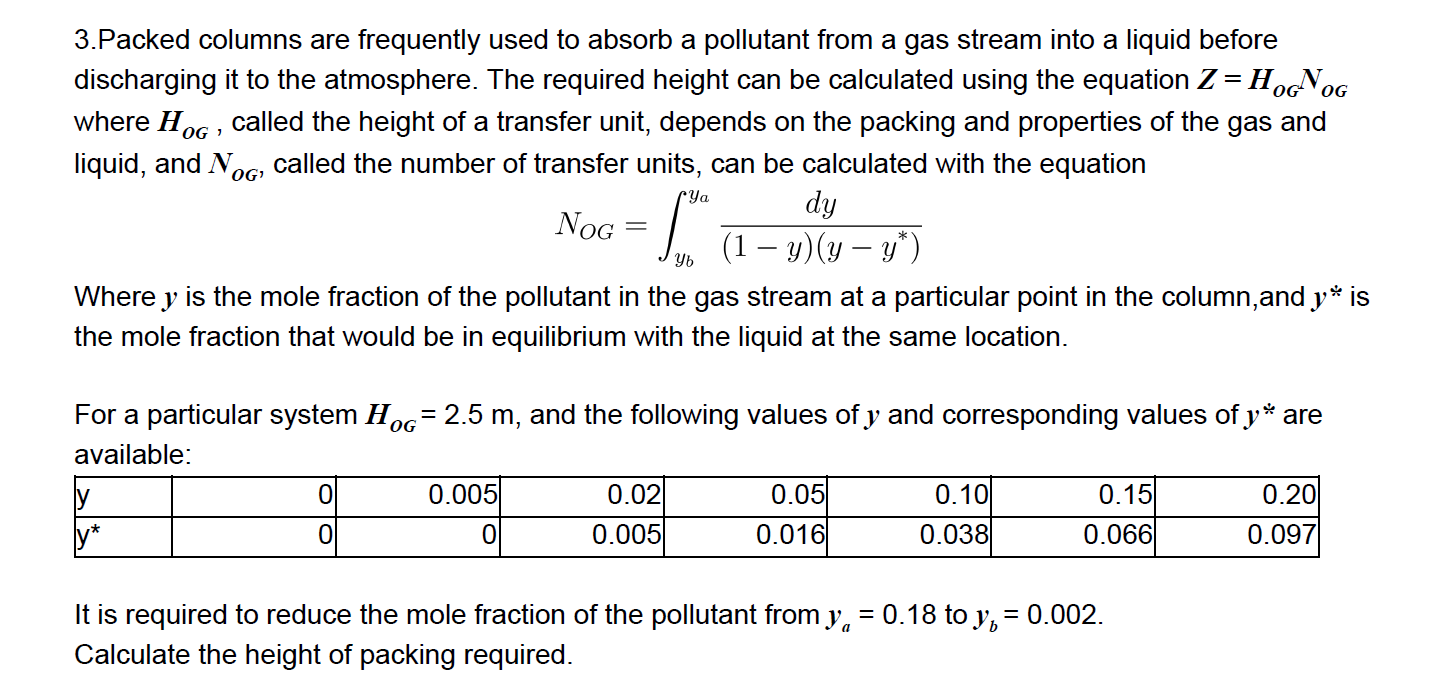 3.Packed columns are frequently used to absorb a pollutant from a gas stream into a liquid before
discharging it to the atmosphere. The required height can be calculated using the equation Z = H_OG N_OG
where H_OG , called the height of a transfer unit, depends on the packing and properties of the gas and
liquid, and N_OG, called the number of transfer units, can be calculated with the equation
N_OG = ∫_{y_b}^{y_a} dy / (1 − y)(y − y*)
Where y is the mole fraction of the pollutant in the gas stream at a particular point in the column,and y* is
the mole fraction that would be in equilibrium with the liquid at the same location.
For a particular system H_OG = 2.5 m, and the following values of y and corresponding values of y* are
available:
y 0 0.005 0.02 0.05 0.10 0.15 0.20
y* 0 0 0.005 0.016 0.038 0.066 0.097
It is required to reduce the mole fraction of the pollutant from y_a = 0.18 to y_b = 0.002.
Calculate the height of packing required.